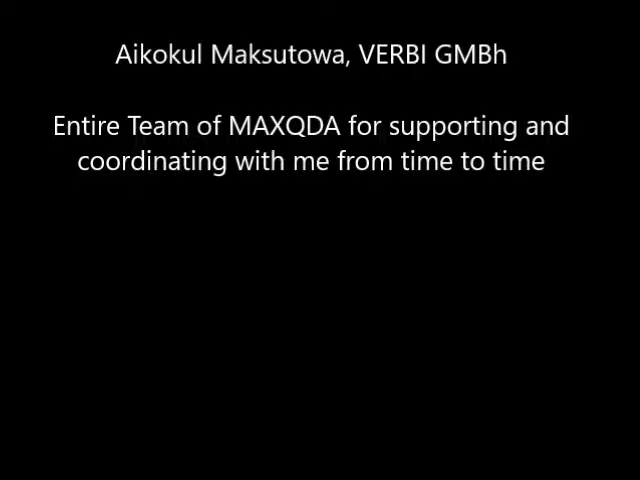 Aikokul Maksutowa, VERBI GMBh
Entire Team of MAXQDA for supporting and
coordinating with me from time to time